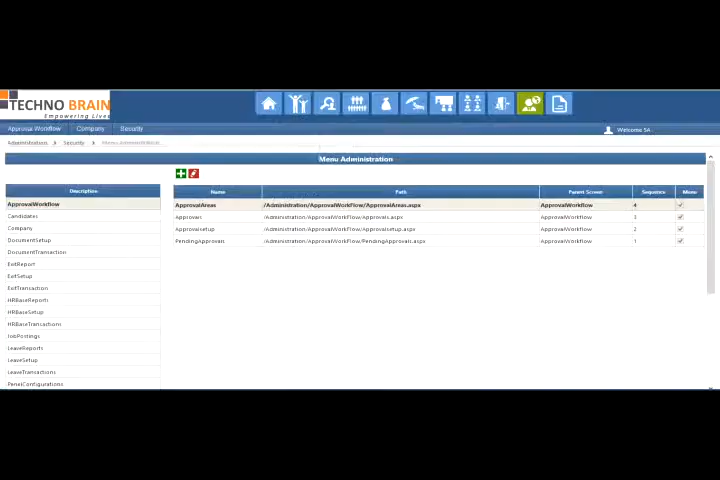 TECHNO BRAIN
Empowering Lives
Approval Workflow Company Security
Welcome SA
Administration Security Menu Administration
Menu Administration
Description
ApprovalWorkflow
Candidates
Company
DocumentSetup
DocumentTransaction
ExitReport
ExitSetup
ExitTransaction
HRBaseReports
HRBaseSetup
HRBaseTransactions
JobPostings
LeaveReports
LeaveSetup
LeaveTransactions
PanelConfigurations
Name Path Parent Screen Sequence Menu
ApprovalAreas /Administration/ApprovalWorkFlow/ApprovalAreas.aspx ApprovalWorkflow 4
Approvals /Administration/ApprovalWorkFlow/Approvals.aspx ApprovalWorkflow 3
Approvalsetup /Administration/ApprovalWorkFlow/Approvalsetup.aspx ApprovalWorkflow 2
PendingApprovals /Administration/ApprovalWorkFlow/PendingApprovals.aspx ApprovalWorkflow 1